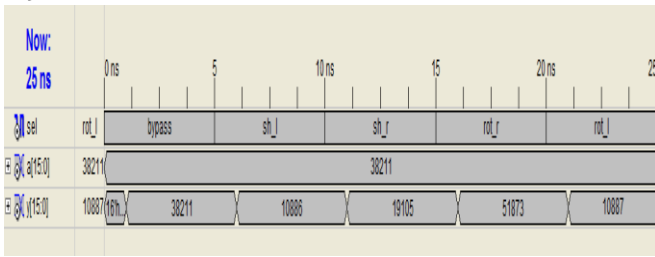 Now:
25 ns
0 ns 5 10 ns 15 20 ns 25
sel rot_l bypass sh_l sh_r rot_r rot_l
a[15:0] 38211 38211
y[15:0] 10887 16'h... 38211 10886 19105 51873 10887